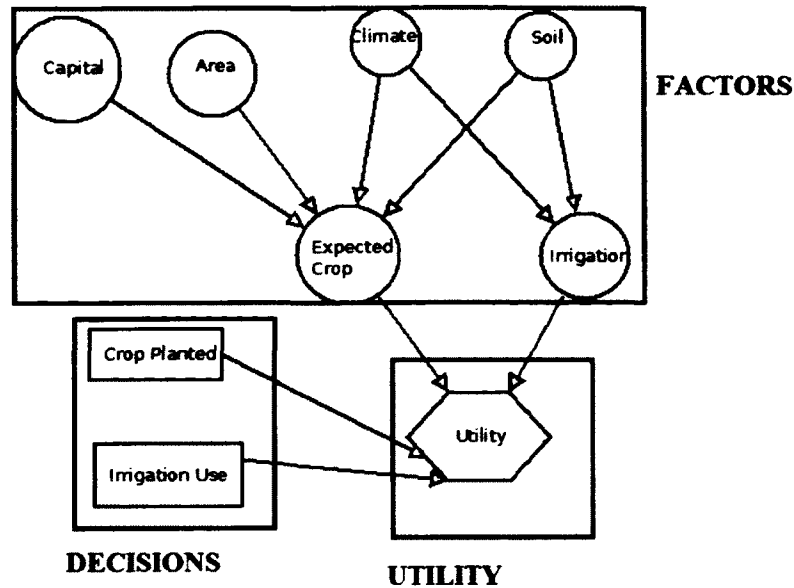 Capital
Area
Climate
Soil
FACTORS
Expected
Crop
Irrigation
Crop Planted
Utility
Irrigation Use
DECISIONS
UTILITY